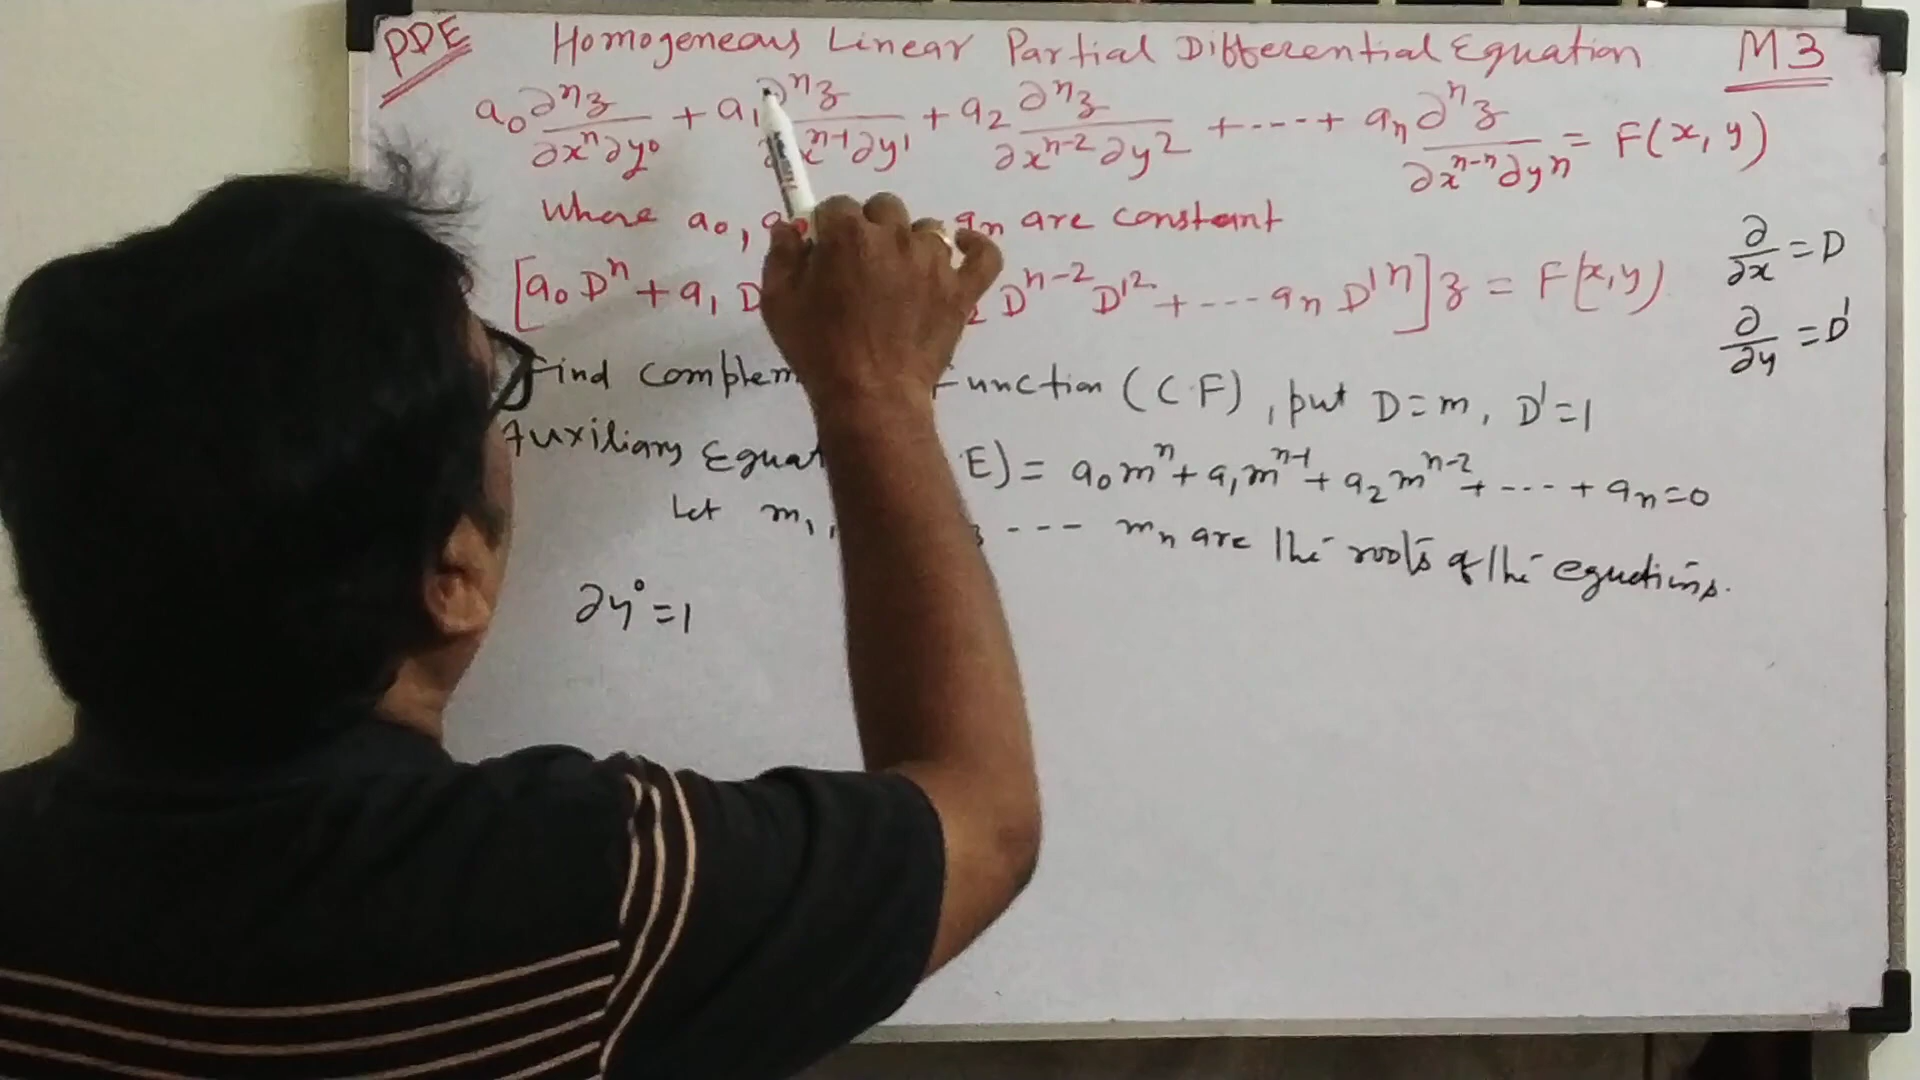 PDE Homogeneous Linear Partial Differential Equation M3
a₀ ∂ⁿz/∂xⁿ∂y⁰ + a₁ ∂ⁿz/∂xⁿ⁻¹∂y¹ + a₂ ∂ⁿz/∂xⁿ⁻²∂y² + ---- + aₙ ∂ⁿz/∂xⁿ⁻ⁿ∂yⁿ = F(x, y)
Where a₀, aₙ are constant
∂/∂x = D
[a₀Dⁿ + a₁ D Dⁿ⁻²D'² + --- aₙ D'ⁿ]z = F(x,y)
∂/∂y = D'
Find Function (C.F), put D=m, D'=1
Auxiliary E) = a₀mⁿ + a₁mⁿ⁻¹ + a₂mⁿ⁻² + --- + aₙ=0
Let m₁, --- mₙ are the roots of the equations.
∂y⁰=1